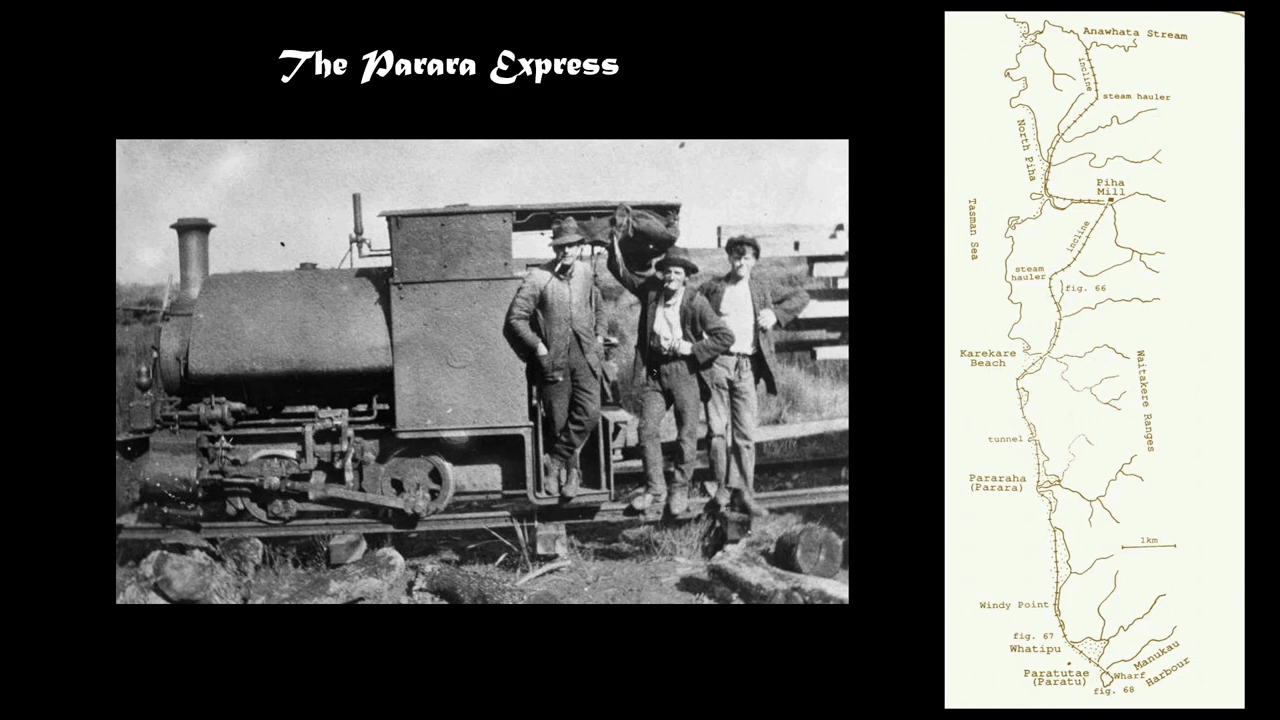 The Parara Express
Anawhata Stream
incline
steam hauler
North Piha
Piha
Mill
Tasman Sea
incline
steam
hauler
fig. 66
Karekare
Beach
Waitakere Ranges
tunnel
Pararaha
(Parara)
1km
Windy Point
fig. 67
Whatipu
Manukau
Harbour
Paratutae
(Paratu)
Wharf
fig. 68